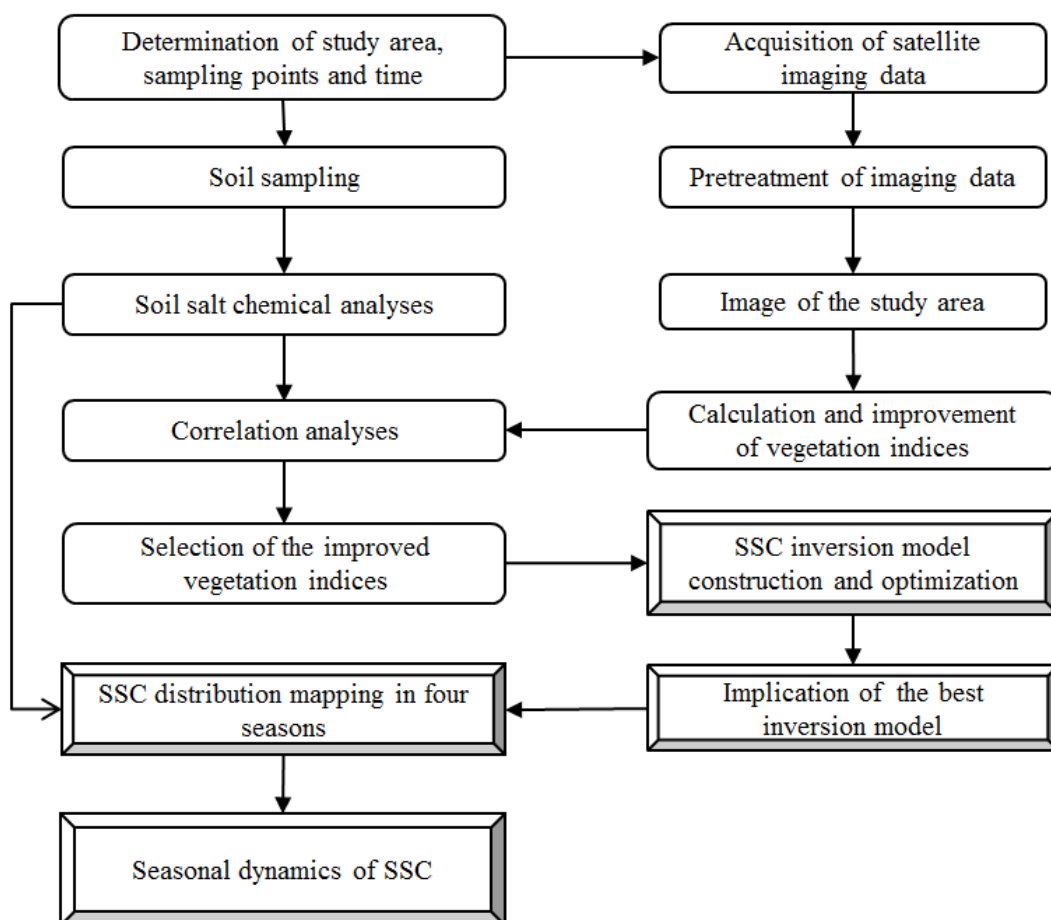 Determination of study area,
sampling points and time
Acquisition of satellite
imaging data
Soil sampling
Pretreatment of imaging data
Soil salt chemical analyses
Image of the study area
Correlation analyses
Calculation and improvement
of vegetation indices
Selection of the improved
vegetation indices
SSC inversion model
construction and optimization
SSC distribution mapping in four
seasons
Implication of the best
inversion model
Seasonal dynamics of SSC